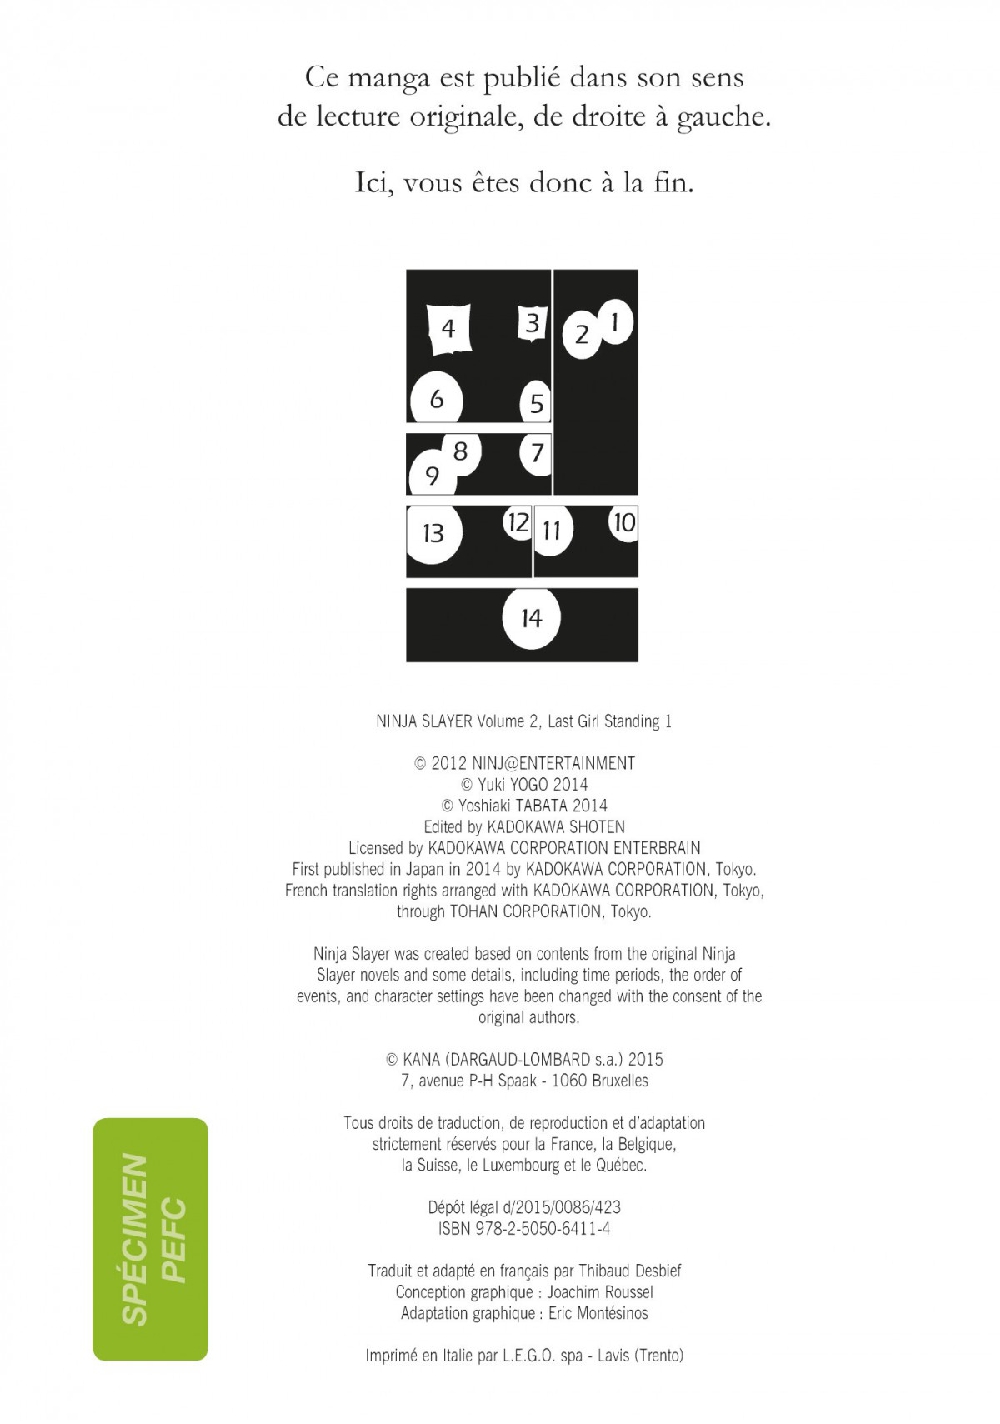 Ce manga est publié dans son sens
de lecture originale, de droite à gauche.
Ici, vous êtes donc à la fin.
1
2
3
4
5
6
7
8
9
10
11
12
13
14
NINJA SLAYER Volume 2, Last Girl Standing 1
© 2012 NINJ@ENTERTAINMENT
© Yuki YOGO 2014
© Yoshiaki TABATA 2014
Edited by KADOKAWA SHOTEN
Licensed by KADOKAWA CORPORATION ENTERBRAIN
First published in Japan in 2014 by KADOKAWA CORPORATION, Tokyo.
French translation rights arranged with KADOKAWA CORPORATION, Tokyo,
through TOHAN CORPORATION, Tokyo.
Ninja Slayer was created based on contents from the original Ninja
Slayer novels and some details, including time periods, the order of
events, and character settings have been changed with the consent of the
original authors.
© KANA (DARGAUD-LOMBARD s.a.) 2015
7, avenue P-H Spaak - 1060 Bruxelles
Tous droits de traduction, de reproduction et d'adaptation
strictement réservés pour la France, la Belgique,
la Suisse, le Luxembourg et le Québec.
Dépôt légal d/2015/0086/423
ISBN 978-2-5050-6411-4
Traduit et adapté en français par Thibaud Desbief
Conception graphique : Joachim Roussel
Adaptation graphique : Eric Montésinos
Imprimé en Italie par L.E.G.O. spa - Lavis (Trento)
SPÉCIMEN
PEFC